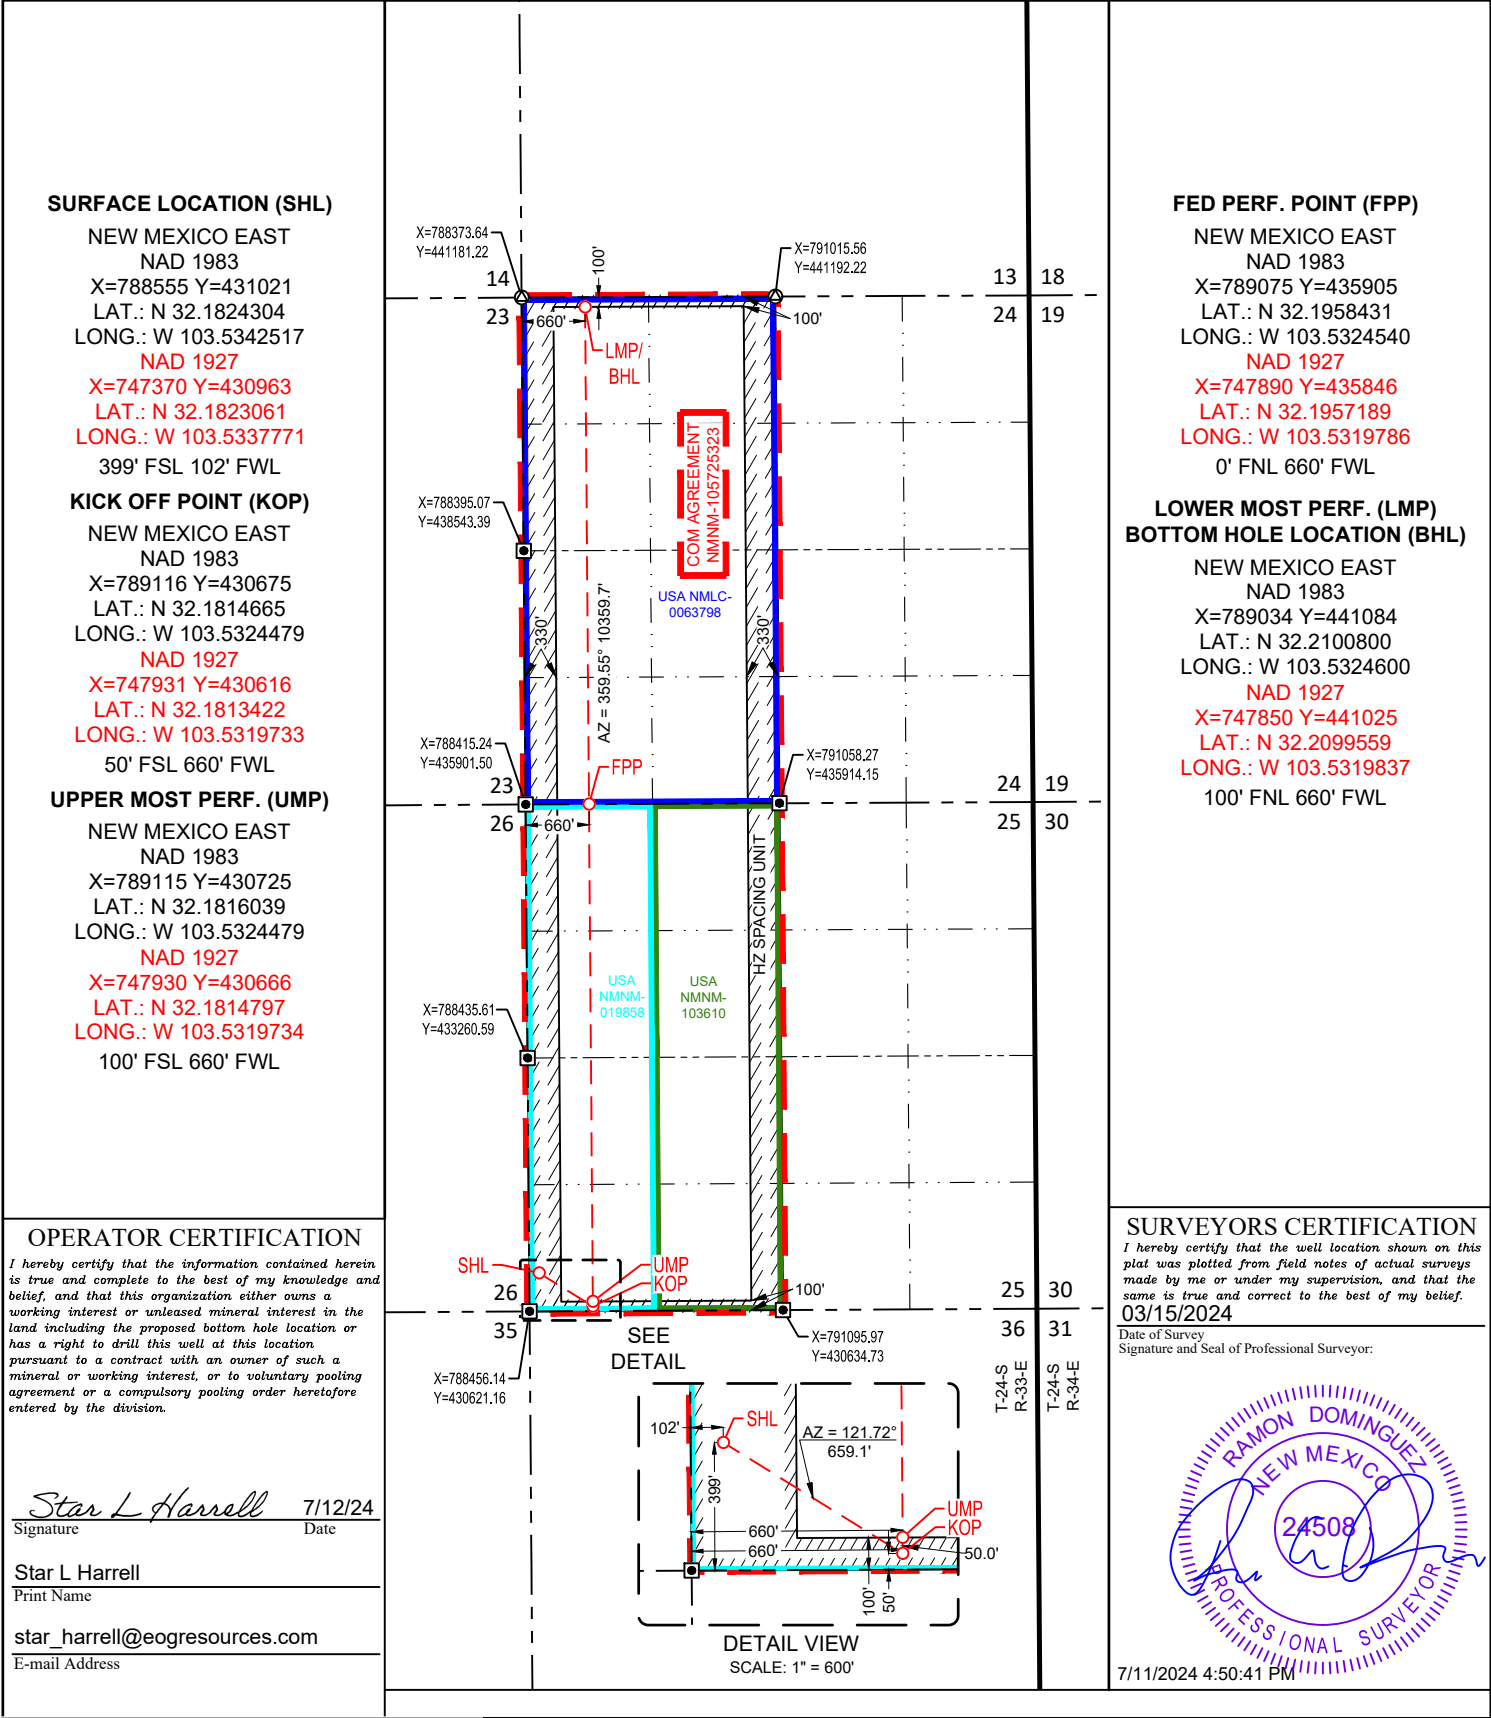 SURFACE LOCATION (SHL)
NEW MEXICO EAST
NAD 1983
X=788555 Y=431021
LAT.: N 32.1824304
LONG.: W 103.5342517
NAD 1927
X=747370 Y=430963
LAT.: N 32.1823061
LONG.: W 103.5337771
399' FSL 102' FWL
KICK OFF POINT (KOP)
NEW MEXICO EAST
NAD 1983
X=789116 Y=430675
LAT.: N 32.1814665
LONG.: W 103.5324479
NAD 1927
X=747931 Y=430616
LAT.: N 32.1813422
LONG.: W 103.5319733
50' FSL 660' FWL
UPPER MOST PERF. (UMP)
NEW MEXICO EAST
NAD 1983
X=789115 Y=430725
LAT.: N 32.1816039
LONG.: W 103.5324479
NAD 1927
X=747930 Y=430666
LAT.: N 32.1814797
LONG.: W 103.5319734
100' FSL 660' FWL
OPERATOR CERTIFICATION
I hereby certify that the information contained herein
is true and complete to the best of my knowledge and
belief, and that this organization either owns a
working interest or unleased mineral interest in the
land including the proposed bottom hole location or
has a right to drill this well at this location
pursuant to a contract with an owner of such a
mineral or working interest, or to voluntary pooling
agreement or a compulsory pooling order heretofore
entered by the division.
Star L Harrell 7/12/24
Signature Date
Star L Harrell
Print Name
star_harrell@eogresources.com
E-mail Address
X=788373.64
Y=441181.22
100'
X=791015.56
Y=441192.22
14
13 18
23
24 19
660'
100'
LMP/
BHL
COM AGREEMENT
NMNM-105725323
X=788395.07
Y=438543.39
USA NMLC-
0063798
330'
330'
AZ = 359.55° 10359.7'
X=788415.24
Y=435901.50
FPP
X=791058.27
Y=435914.15
23
24 19
26
25 30
660'
HZ SPACING UNIT
USA
NMNM-
019858
USA
NMNM-
103610
X=788435.61
Y=433260.59
SHL
UMP
KOP
100'
26
25 30
35
36 31
SEE
DETAIL
X=791095.97
Y=430634.73
X=788456.14
Y=430621.16
T-24-S
R-33-E
T-24-S
R-34-E
102'
SHL
AZ = 121.72°
659.1'
399'
UMP
KOP
660'
660'
50.0'
100'
50'
DETAIL VIEW
SCALE: 1" = 600'
FED PERF. POINT (FPP)
NEW MEXICO EAST
NAD 1983
X=789075 Y=435905
LAT.: N 32.1958431
LONG.: W 103.5324540
NAD 1927
X=747890 Y=435846
LAT.: N 32.1957189
LONG.: W 103.5319786
0' FNL 660' FWL
LOWER MOST PERF. (LMP)
BOTTOM HOLE LOCATION (BHL)
NEW MEXICO EAST
NAD 1983
X=789034 Y=441084
LAT.: N 32.2100800
LONG.: W 103.5324600
NAD 1927
X=747850 Y=441025
LAT.: N 32.2099559
LONG.: W 103.5319837
100' FNL 660' FWL
SURVEYORS CERTIFICATION
I hereby certify that the well location shown on this
plat was plotted from field notes of actual surveys
made by me or under my supervision, and that the
same is true and correct to the best of my belief.
03/15/2024
Date of Survey
Signature and Seal of Professional Surveyor:
RAMON DOMINGUEZ
NEW MEXICO
24508
PROFESSIONAL SURVEYOR
7/11/2024 4:50:41 PM